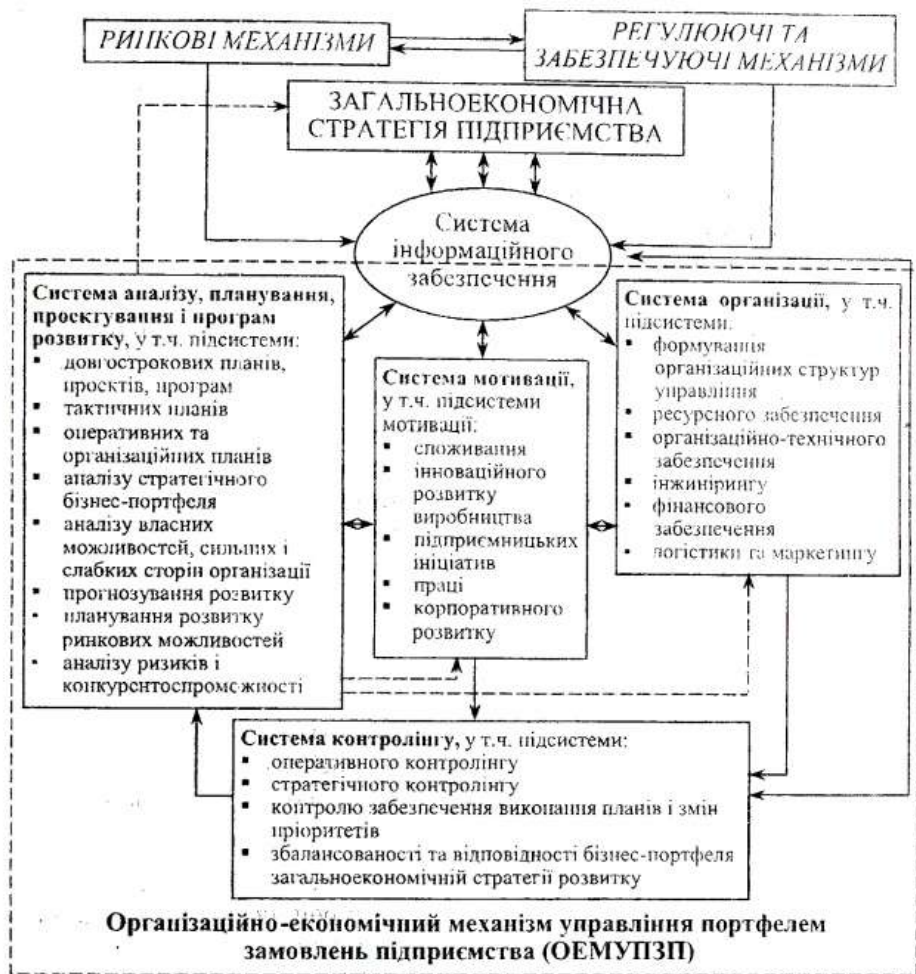 РИНКОВІ МЕХАНІЗМИ
РЕГУЛЮЮЧІ ТА
ЗАБЕЗПЕЧУЮЧІ МЕХАНІЗМИ
ЗАГАЛЬНОЕКОНОМІЧНА
СТРАТЕГІЯ ПІДПРИЄМСТВА
Система
інформаційного
забезпечення
Система аналізу, планування,
проєктування і програм
розвитку, у т.ч. підсистеми:
▪ довгострокових планів,
проєктів, програм
▪ тактичних планів
▪ оперативних та
організаційних планів
▪ аналізу стратегічного
бізнес-портфеля
▪ аналізу власних
можливостей, сильних і
слабких сторін організації
▪ прогнозування розвитку
▪ планування розвитку
ринкових можливостей
▪ аналізу ризиків і
конкурентоспроможності
Система мотивації,
у т.ч. підсистеми
мотивації:
▪ споживання
▪ інноваційного
розвитку
виробництва
▪ підприємницьких
ініціатив
▪ праці
▪ корпоративного
розвитку
Система організації, у т.ч.
підсистеми:
▪ формування
організаційних структур
управління
▪ ресурсного забезпечення
▪ організаційно-технічного
забезпечення
▪ інжинірингу
▪ фінансового
забезпечення
▪ логістики та маркетингу
Система контролінгу, у т.ч. підсистеми:
▪ оперативного контролінгу
▪ стратегічного контролінгу
▪ контролю забезпечення виконання планів і змін
пріоритетів
▪ збалансованості та відповідності бізнес-портфеля
загальноекономічній стратегії розвитку
Організаційно-економічний механізм управління портфелем
замовлень підприємства (ОЕМУПЗП)